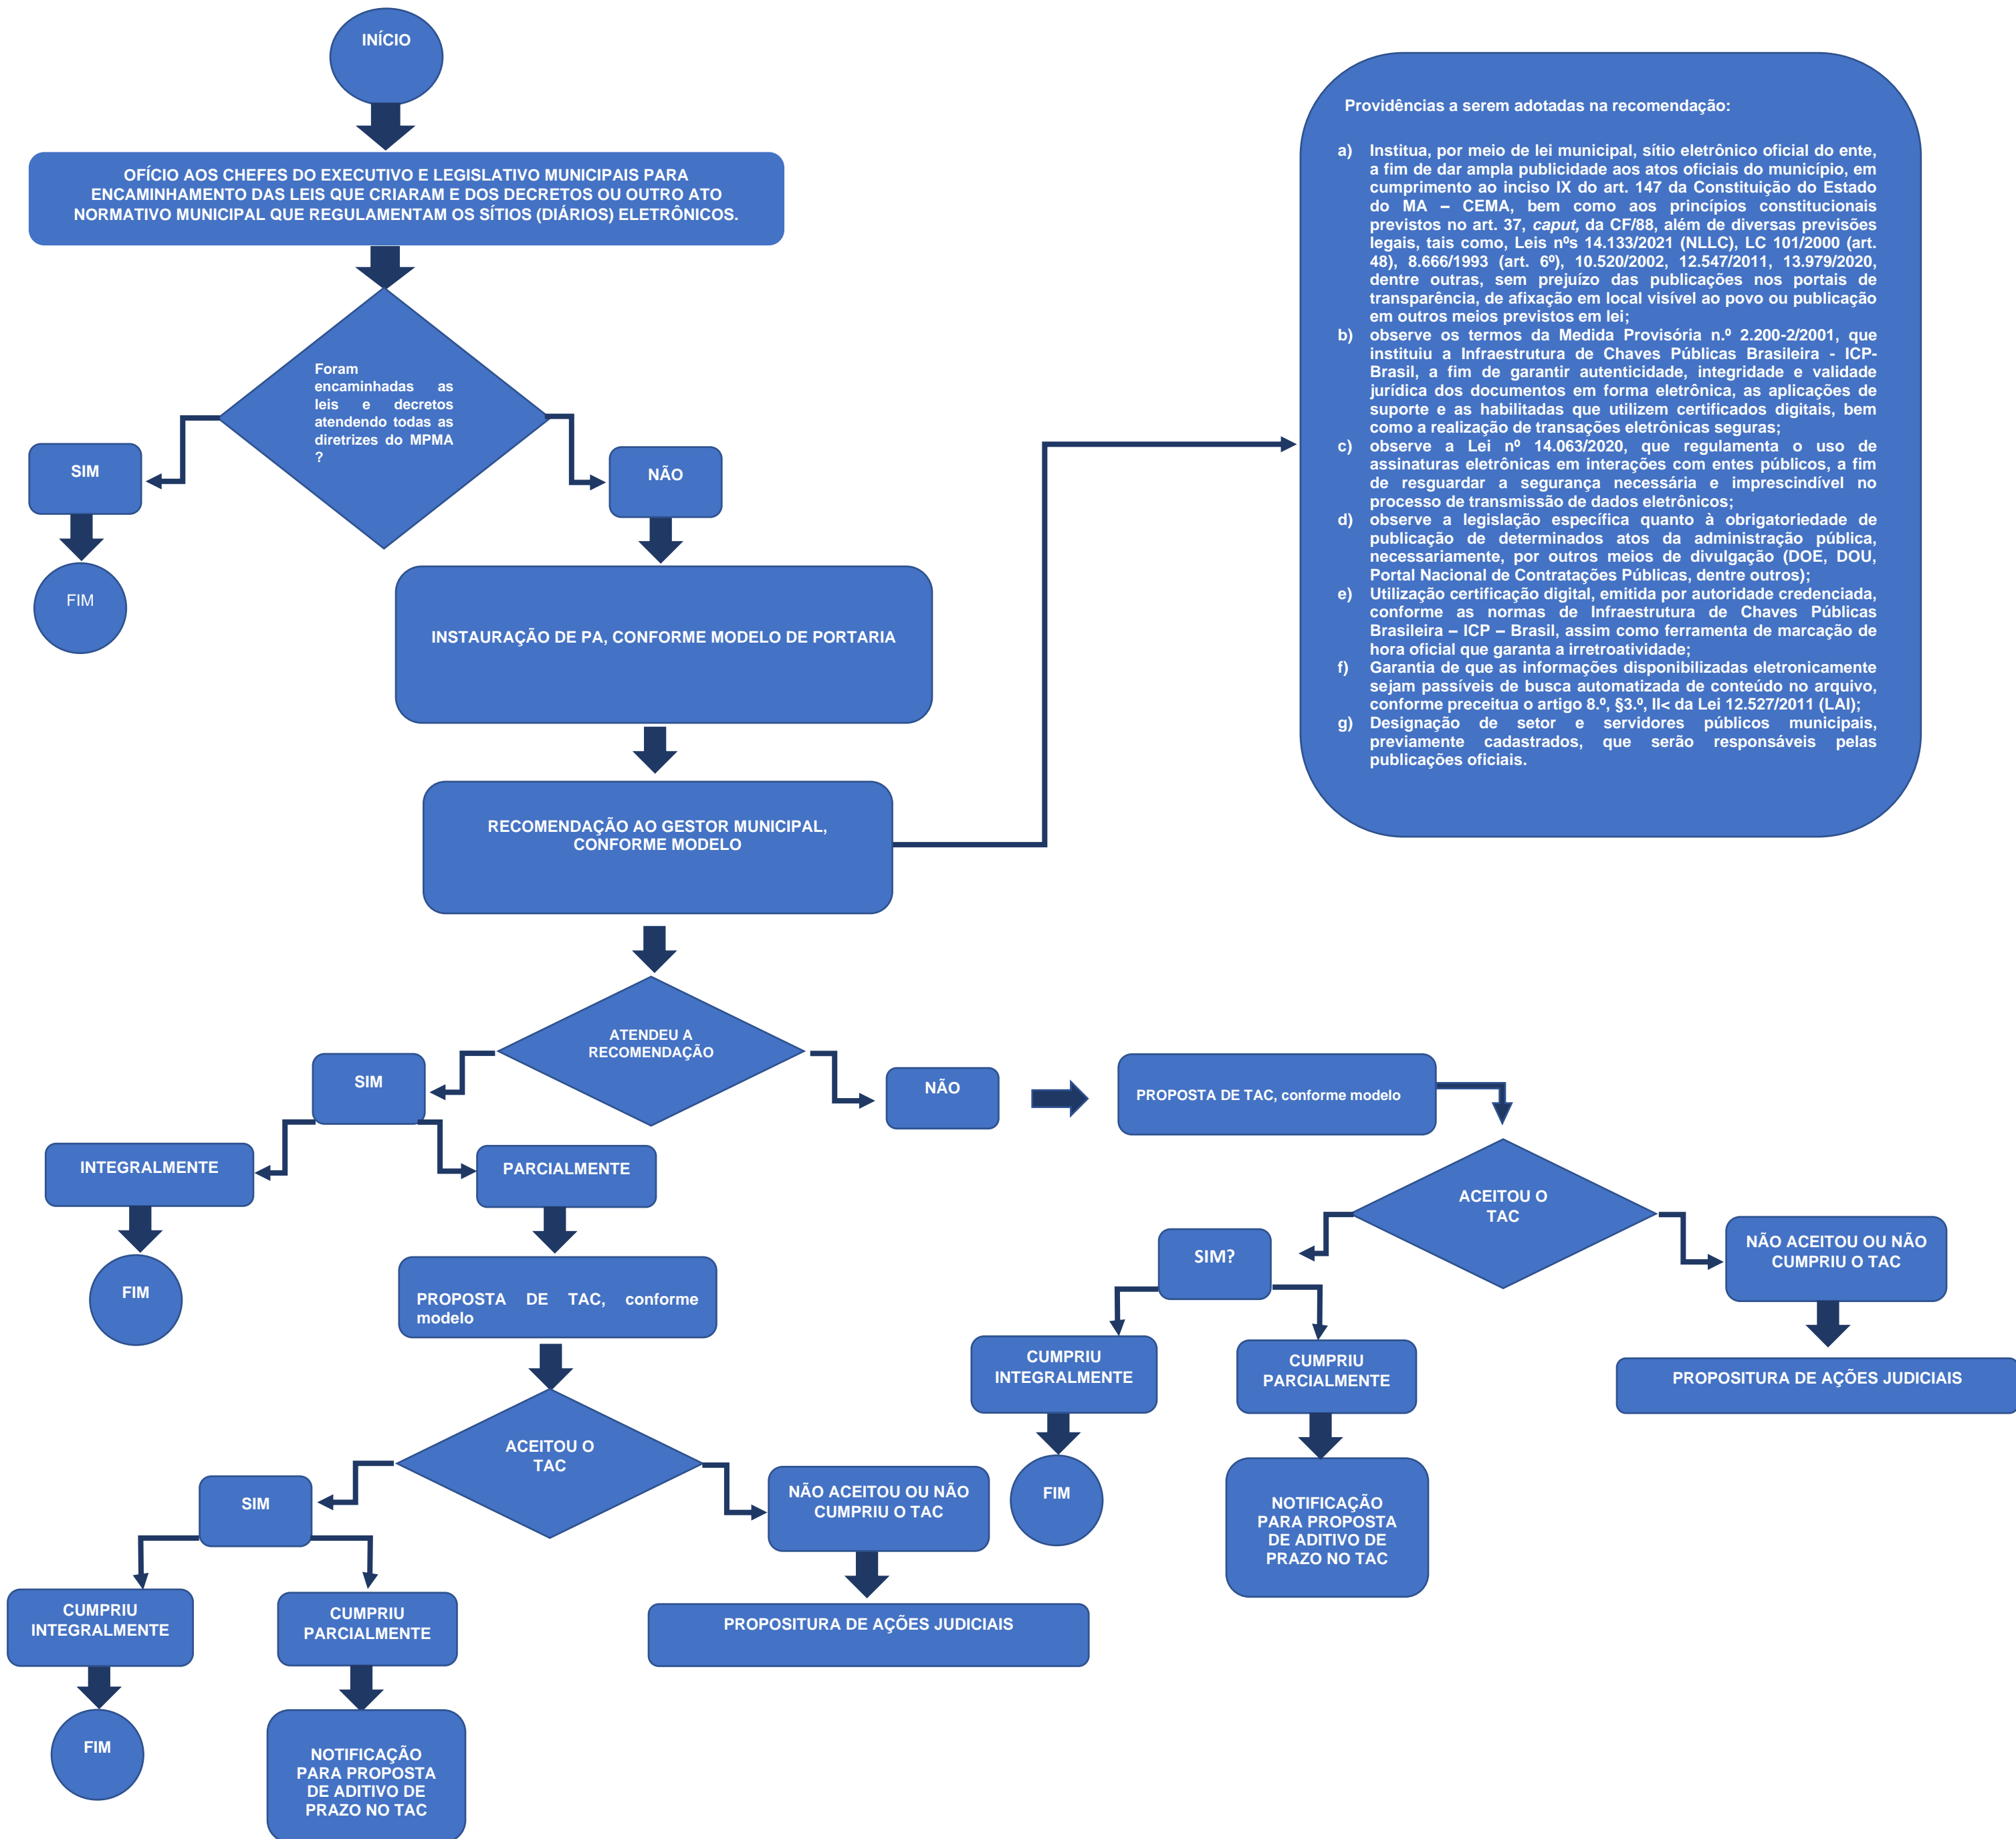 INÍCIO
OFÍCIO AOS CHEFES DO EXECUTIVO E LEGISLATIVO MUNICIPAIS PARA
ENCAMINHAMENTO DAS LEIS QUE CRIARAM E DOS DECRETOS OU OUTRO ATO
NORMATIVO MUNICIPAL QUE REGULAMENTAM OS SÍTIOS (DIÁRIOS) ELETRÔNICOS.
Foram
encaminhadas as
leis e decretos
atendendo todas as
diretrizes do MPMA
?
SIM
FIM
NÃO
INSTAURAÇÃO DE PA, CONFORME MODELO DE PORTARIA
RECOMENDAÇÃO AO GESTOR MUNICIPAL,
CONFORME MODELO
Providências a serem adotadas na recomendação:
a) Institua, por meio de lei municipal, sítio eletrônico oficial do ente,
a fim de dar ampla publicidade aos atos oficiais do município, em
cumprimento ao inciso IX do art. 147 da Constituição do Estado
do MA – CEMA, bem como aos princípios constitucionais
previstos no art. 37, caput, da CF/88, além de diversas previsões
legais, tais como, Leis nºs 14.133/2021 (NLLC), LC 101/2000 (art.
48), 8.666/1993 (art. 6º), 10.520/2002, 12.547/2011, 13.979/2020,
dentre outras, sem prejuízo das publicações nos portais de
transparência, de afixação em local visível ao povo ou publicação
em outros meios previstos em lei;
b) observe os termos da Medida Provisória n.º 2.200-2/2001, que
instituiu a Infraestrutura de Chaves Públicas Brasileira - ICP-
Brasil, a fim de garantir autenticidade, integridade e validade
jurídica dos documentos em forma eletrônica, as aplicações de
suporte e as habilitadas que utilizem certificados digitais, bem
como a realização de transações eletrônicas seguras;
c) observe a Lei nº 14.063/2020, que regulamenta o uso de
assinaturas eletrônicas em interações com entes públicos, a fim
de resguardar a segurança necessária e imprescindível no
processo de transmissão de dados eletrônicos;
d) observe a legislação específica quanto à obrigatoriedade de
publicação de determinados atos da administração pública,
necessariamente, por outros meios de divulgação (DOE, DOU,
Portal Nacional de Contratações Públicas, dentre outros);
e) Utilização certificação digital, emitida por autoridade credenciada,
conforme as normas de Infraestrutura de Chaves Públicas
Brasileira – ICP – Brasil, assim como ferramenta de marcação de
hora oficial que garanta a irretroatividade;
f) Garantia de que as informações disponibilizadas eletronicamente
sejam passíveis de busca automatizada de conteúdo no arquivo,
conforme preceitua o artigo 8.º, §3.º, II< da Lei 12.527/2011 (LAI);
g) Designação de setor e servidores públicos municipais,
previamente cadastrados, que serão responsáveis pelas
publicações oficiais.
ATENDEU A
RECOMENDAÇÃO
SIM
NÃO
PROPOSTA DE TAC, conforme modelo
INTEGRALMENTE
FIM
PARCIALMENTE
PROPOSTA DE TAC, conforme
modelo
ACEITOU O
TAC
SIM
NÃO ACEITOU OU NÃO
CUMPRIU O TAC
PROPOSITURA DE AÇÕES JUDICIAIS
CUMPRIU
INTEGRALMENTE
FIM
CUMPRIU
PARCIALMENTE
NOTIFICAÇÃO
PARA PROPOSTA
DE ADITIVO DE
PRAZO NO TAC
ACEITOU O
TAC
SIM?
NÃO ACEITOU OU NÃO
CUMPRIU O TAC
PROPOSITURA DE AÇÕES JUDICIAIS
CUMPRIU
INTEGRALMENTE
FIM
CUMPRIU
PARCIALMENTE
NOTIFICAÇÃO
PARA PROPOSTA
DE ADITIVO DE
PRAZO NO TAC